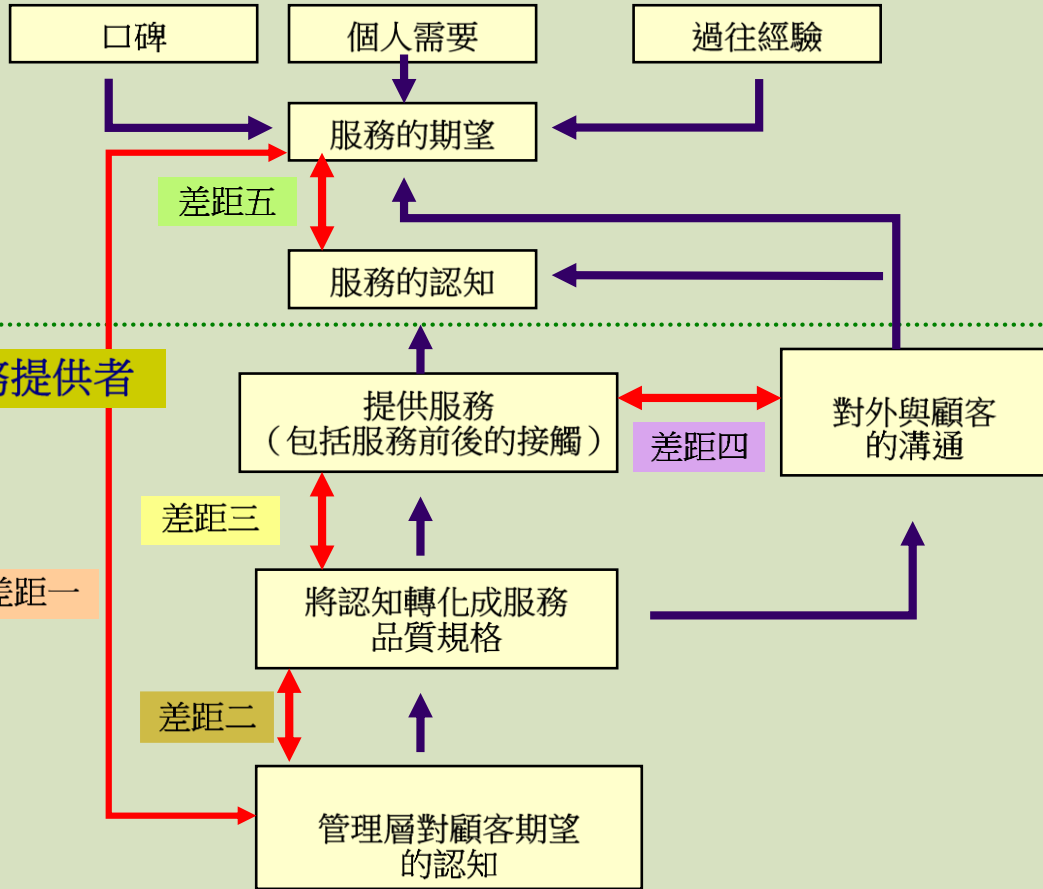 口碑
個人需要
過往經驗
服務的期望
差距五
服務的認知
務提供者
提供服務
（包括服務前後的接觸）
對外與顧客
的溝通
差距四
差距三
差距一
將認知轉化成服務
品質規格
差距二
管理層對顧客期望
的認知